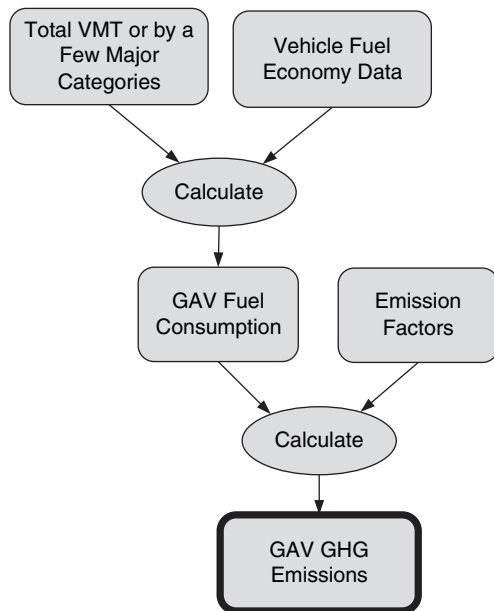 Total VMT or by a
Few Major
Categories
Vehicle Fuel
Economy Data
Calculate
GAV Fuel
Consumption
Emission
Factors
Calculate
GAV GHG
Emissions